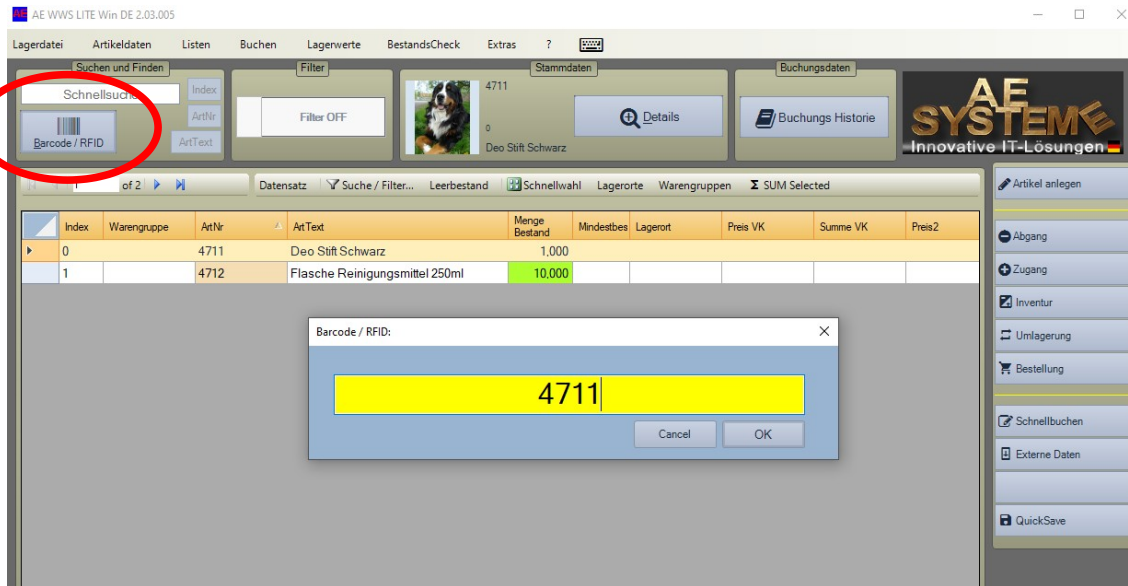 AE AE WWS LITE Win DE 2.03.005
Lagerdatei Artikeldaten Listen Buchen Lagerwerte BestandsCheck Extras ?
Suchen und Finden Filter Stammdaten Buchungsdaten
Schnellsuche Index
ArtNr
Barcode / RFID ArtText
Filter OFF
4711
0
Deo Stift Schwarz
Details
Buchungs Historie
AE
SYSTEME
Innovative IT-Lösungen
1 of 2 Datensatz Suche / Filter... Leerbestand Schnellwahl Lagerorte Warengruppen Σ SUM Selected
Index Warengruppe ArtNr ArtText Menge Bestand Mindestbes Lagerort Preis VK Summe VK Preis2
0 4711 Deo Stift Schwarz 1,000
1 4712 Flasche Reinigungsmittel 250ml 10,000
Barcode / RFID:
4711
Cancel OK
Artikel anlegen
Abgang
Zugang
Inventur
Umlagerung
Bestellung
Schnellbuchen
Externe Daten
QuickSave